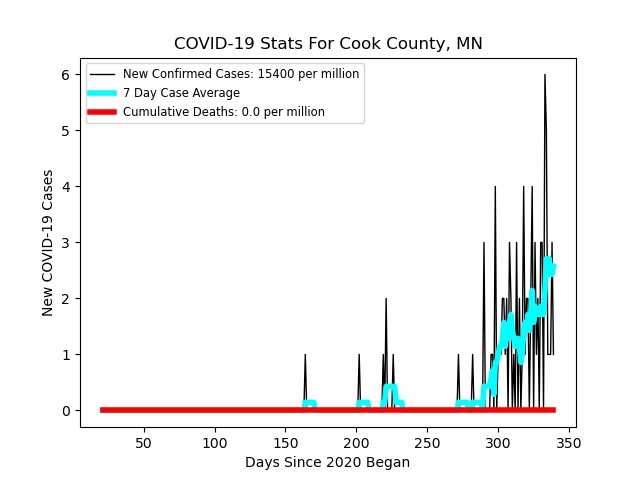 COVID-19 Stats For Cook County, MN
New Confirmed Cases: 15400 per million
7 Day Case Average
Cumulative Deaths: 0.0 per million
New COVID-19 Cases
6
5
4
3
2
1
0
50 100 150 200 250 300 350
Days Since 2020 Began